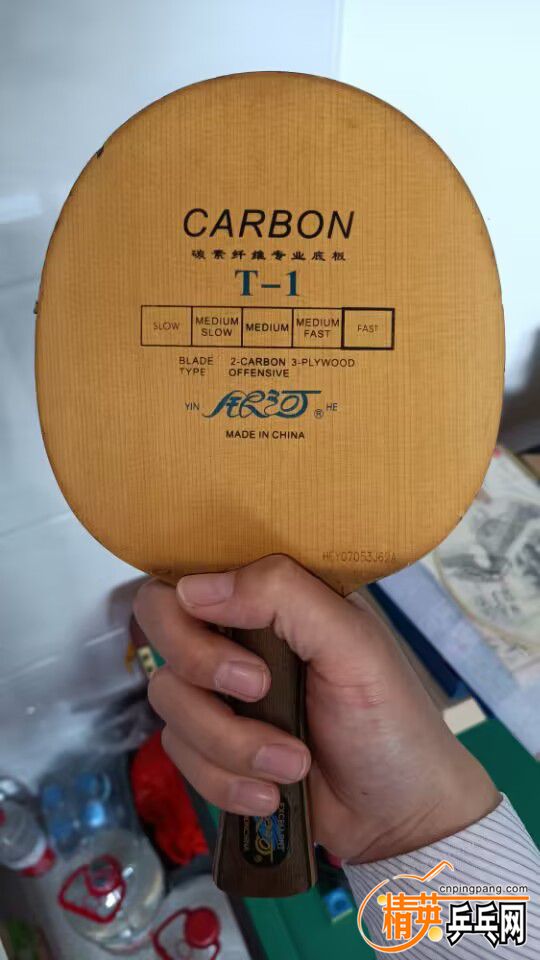 CARBON
碳素纤维专业底板
T-1
SLOW
MEDIUM SLOW
MEDIUM
MEDIUM FAST
FAST
BLADE 2-CARBON 3-PLYWOOD
TYPE OFFENSIVE
YIN 银河® HE
MADE IN CHINA
cnpingpang.com
精英乒乓网